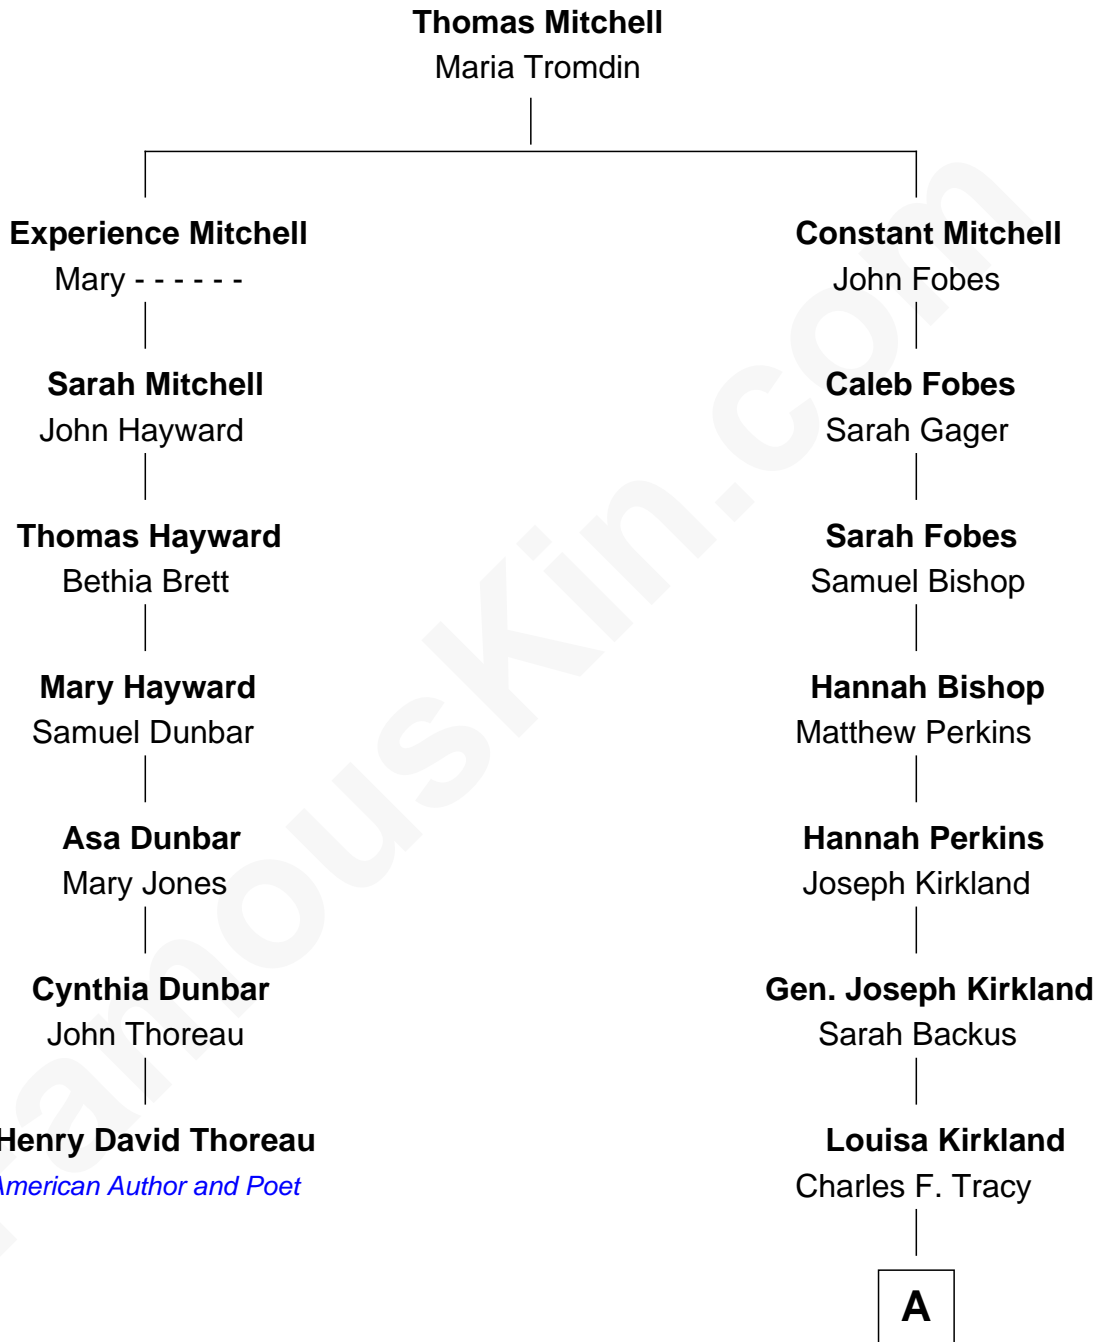 Thomas Mitchell
Maria Tromdin
Experience Mitchell
Mary - - - - - -
Constant Mitchell
John Fobes
Sarah Mitchell
John Hayward
Caleb Fobes
Sarah Gager
Thomas Hayward
Bethia Brett
Sarah Fobes
Samuel Bishop
Mary Hayward
Samuel Dunbar
Hannah Bishop
Matthew Perkins
Asa Dunbar
Mary Jones
Hannah Perkins
Joseph Kirkland
Cynthia Dunbar
John Thoreau
Gen. Joseph Kirkland
Sarah Backus
Henry David Thoreau
American Author and Poet
Louisa Kirkland
Charles F. Tracy
A
FamousKin.com